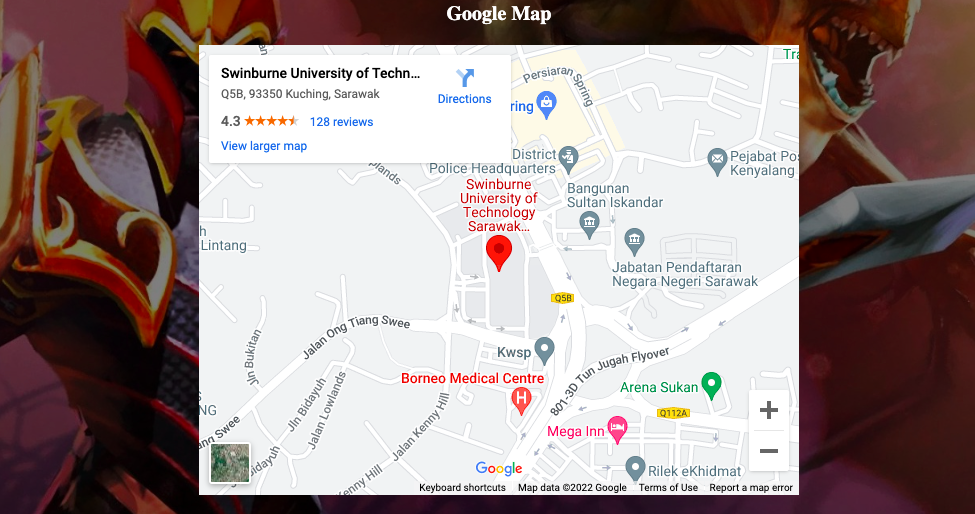 Google Map
Swinburne University of Techn...
Q5B, 93350 Kuching, Sarawak
Directions
4.3
128 reviews
View larger map
Tra
Persiaran Spring
ring
District
Police Headquarters
Pejabat Pos
Kenyalang
Swinburne
University of
Technology
Sarawak...
Bangunan
Sultan Iskandar
h
Lintang
Jabatan Pendaftaran
Negara Negeri Sarawak
Q5B
Jalan Ong Tiang Swee
Kwsp
801-3D Tun Jugah Flyover
Jln Bukitan
Borneo Medical Centre
Arena Sukan
Jln Bidayuh
Jalan Lowlands
Jalan Kenny Hill
NG
Q112A
ang Swee
Mega Inn
Bidayuh
Kenny Hill
Google
Rilek eKhidmat
Keyboard shortcuts
Map data ©2022 Google
Terms of Use
Report a map error